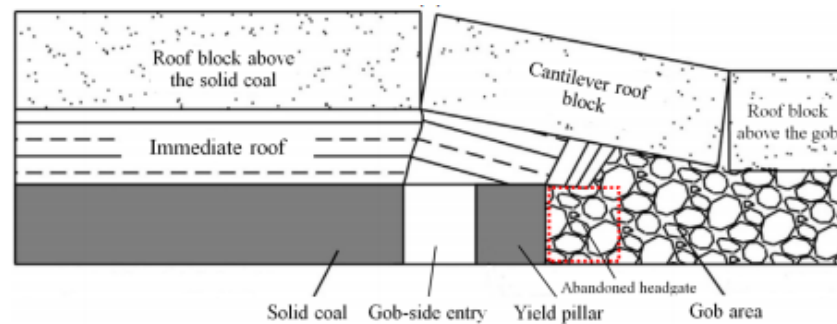 Roof block above
the solid coal
Cantilever roof
block
Roof block
above the gob
Immediate roof
Abandoned headgate
Solid coal
Gob-side entry
Yield pillar
Gob area